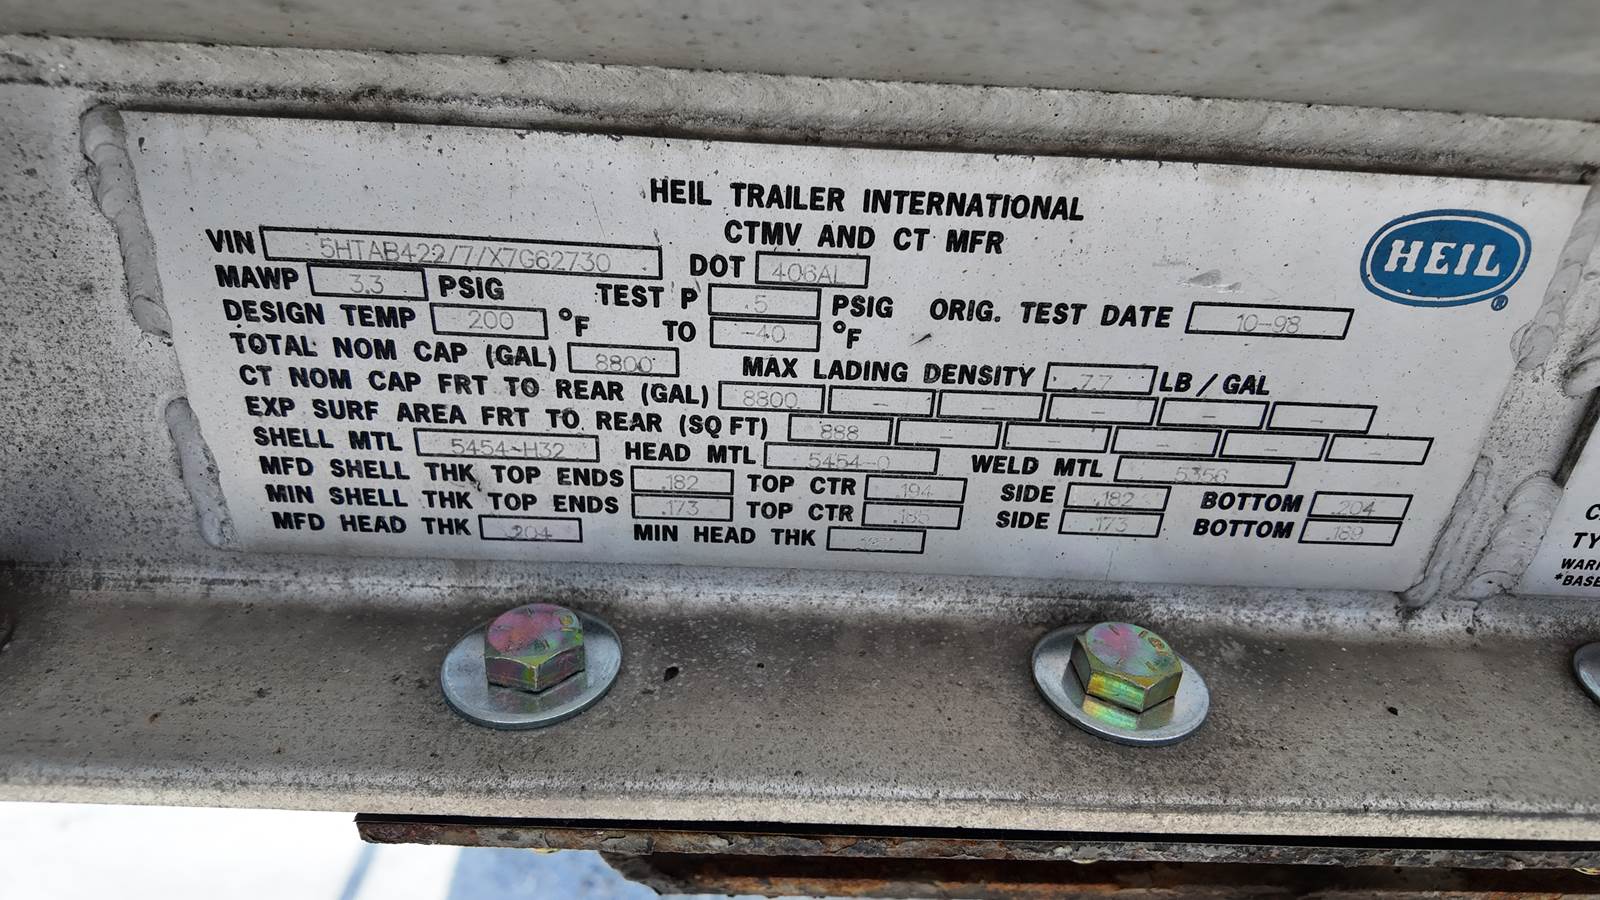 HEIL TRAILER INTERNATIONAL
CTMV AND CT MFR
HEIL ®
VIN 5HTAB422/7/X7G62730 DOT 406AL
MAWP 3.3 PSIG TEST P .5 PSIG ORIG. TEST DATE 10-98
DESIGN TEMP 200 °F TO -40 °F
TOTAL NOM CAP (GAL) 8800 MAX LADING DENSITY 7.7 LB / GAL
CT NOM CAP FRT TO REAR (GAL) 8800 - - - - -
EXP SURF AREA FRT TO REAR (SQ FT) 888 - - - - -
SHELL MTL 5454-H32 HEAD MTL 5454-0 WELD MTL 5356
MFD SHELL THK TOP ENDS .182 TOP CTR .194 SIDE .182 BOTTOM .204
MIN SHELL THK TOP ENDS .173 TOP CTR .185 SIDE .173 BOTTOM .189
MFD HEAD THK .204 MIN HEAD THK
TY
WAR
*BASE